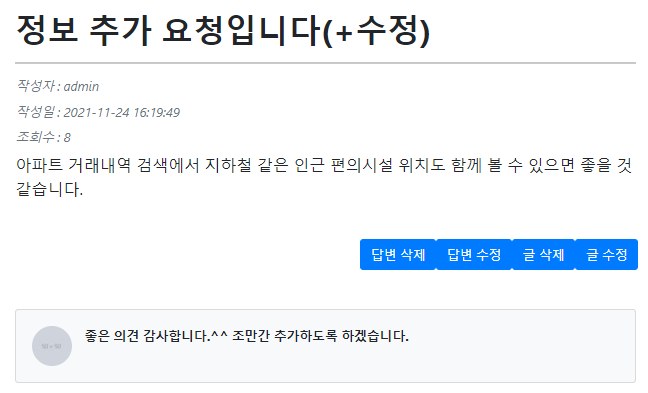 정보 추가 요청입니다(+수정)
작성자 : admin
작성일 : 2021-11-24 16:19:49
조회수 : 8
아파트 거래내역 검색에서 지하철 같은 인근 편의시설 위치도 함께 볼 수 있으면 좋을 것
같습니다.
답변 삭제 답변 수정 글 삭제 글 수정
좋은 의견 감사합니다.^^ 조만간 추가하도록 하겠습니다.